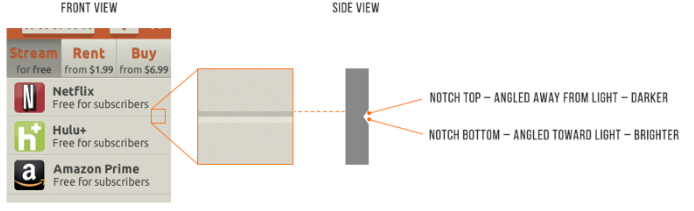 FRONT VIEW
SIDE VIEW
Stream Rent Buy
for free from $1.99 from $6.99
N Netflix
Free for subscribers
h+ Hulu+
Free for subscribers
a Amazon Prime
Free for subscribers
NOTCH TOP – ANGLED AWAY FROM LIGHT – DARKER
NOTCH BOTTOM – ANGLED TOWARD LIGHT – BRIGHTER